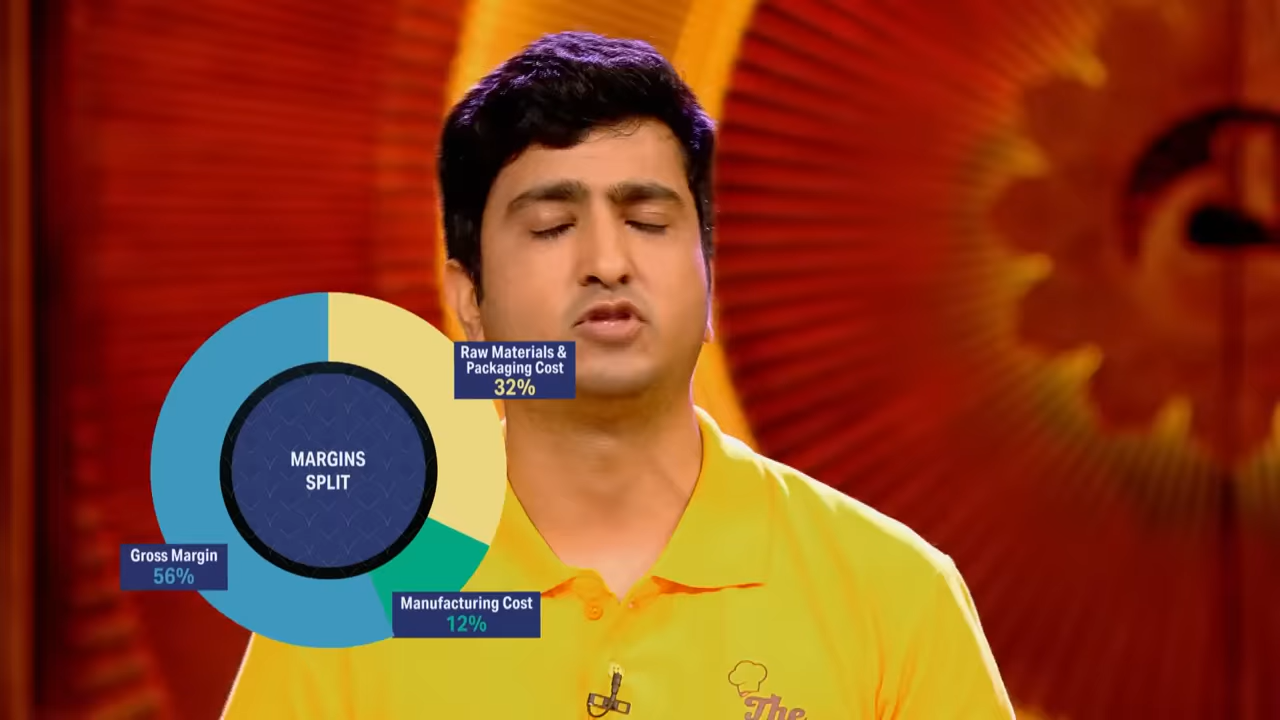 Raw Materials &
Packaging Cost
32%
MARGINS
SPLIT
Gross Margin
56%
Manufacturing Cost
12%
The